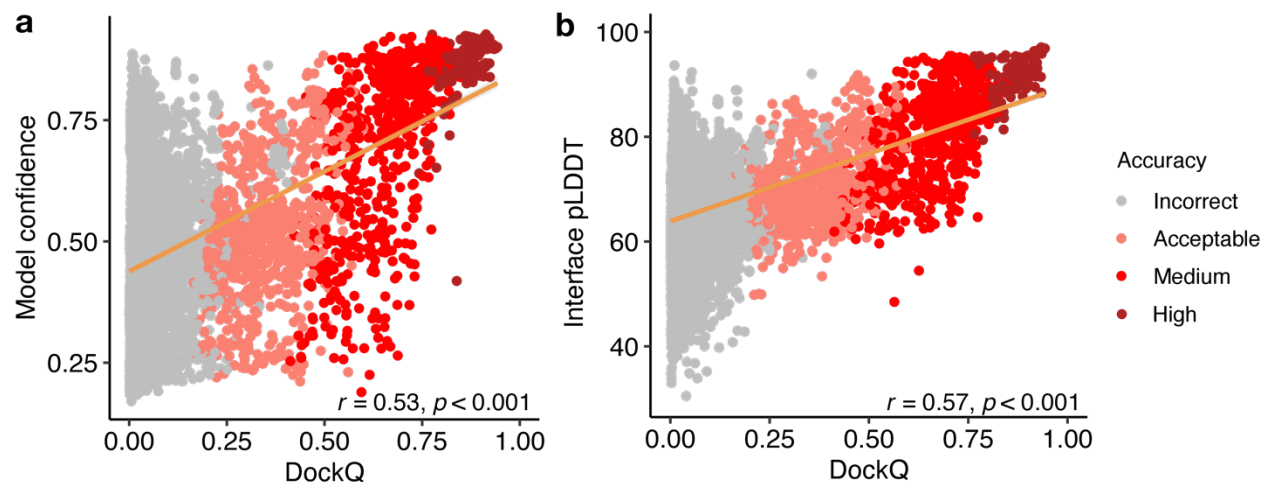 a
Model confidence
0.75
0.50
0.25
0.00 0.25 0.50 0.75 1.00
DockQ
r = 0.53, p < 0.001
b
Interface pLDDT
100
80
60
40
0.00 0.25 0.50 0.75 1.00
DockQ
r = 0.57, p < 0.001
Accuracy
Incorrect
Acceptable
Medium
High